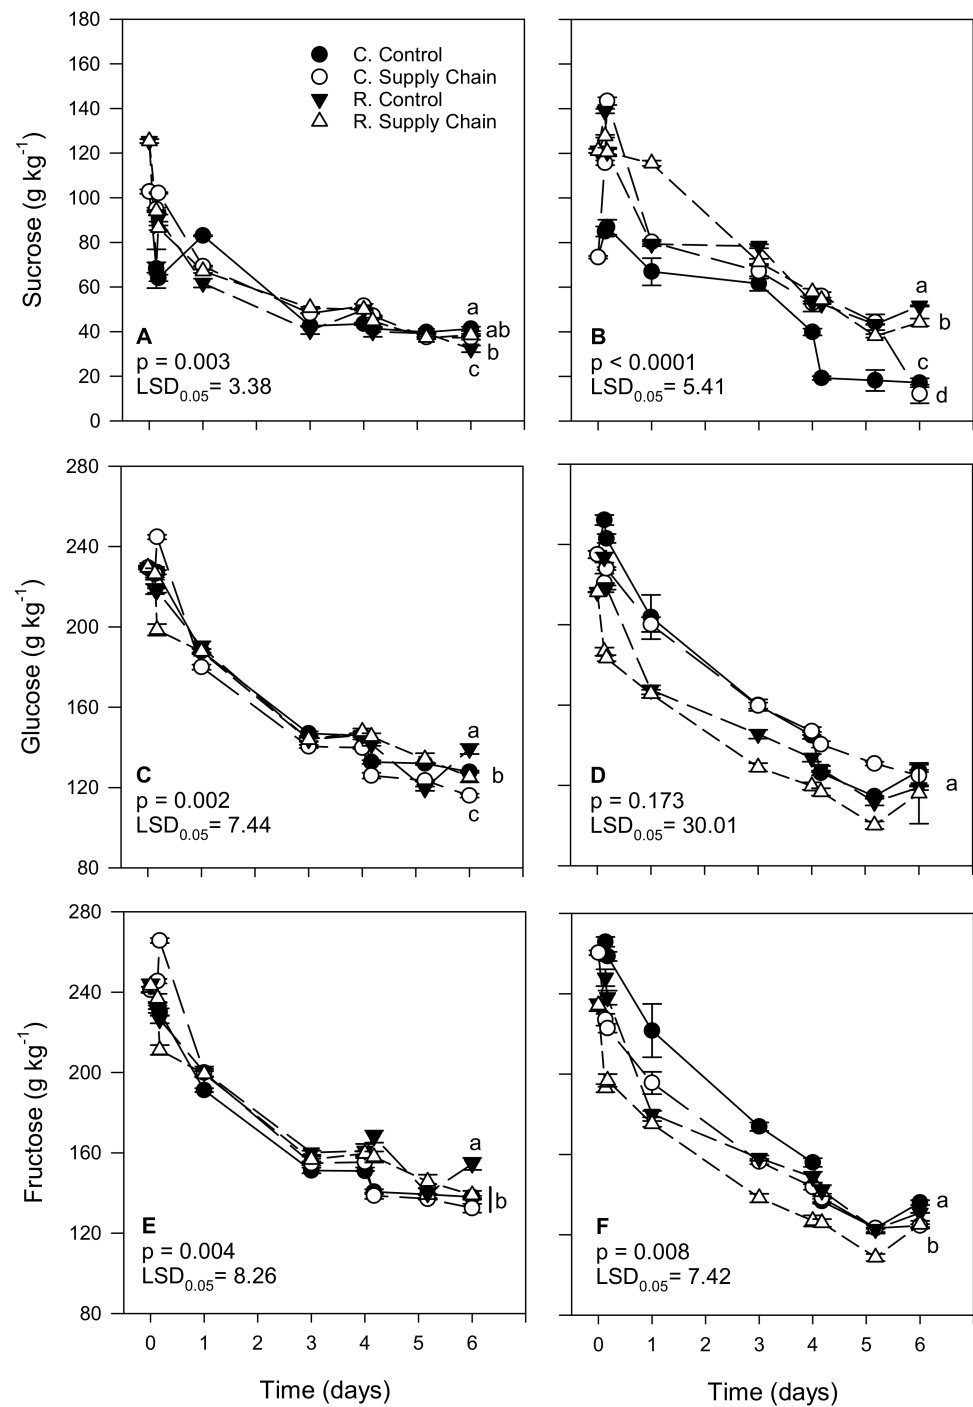 180
160
140
120
100
80
60
40
20
0
Sucrose (g kg⁻¹)
C. Control
C. Supply Chain
R. Control
R. Supply Chain
A
p = 0.003
LSD₀.₀₅= 3.38
a
ab
b
c
B
p < 0.0001
LSD₀.₀₅= 5.41
a
b
c
d
280
240
200
160
120
80
Glucose (g kg⁻¹)
C
p = 0.002
LSD₀.₀₅= 7.44
a
b
c
D
p = 0.173
LSD₀.₀₅= 30.01
a
280
240
200
160
120
80
Fructose (g kg⁻¹)
E
p = 0.004
LSD₀.₀₅= 8.26
a
b
F
p = 0.008
LSD₀.₀₅= 7.42
a
b
0 1 2 3 4 5 6
Time (days)
0 1 2 3 4 5 6
Time (days)